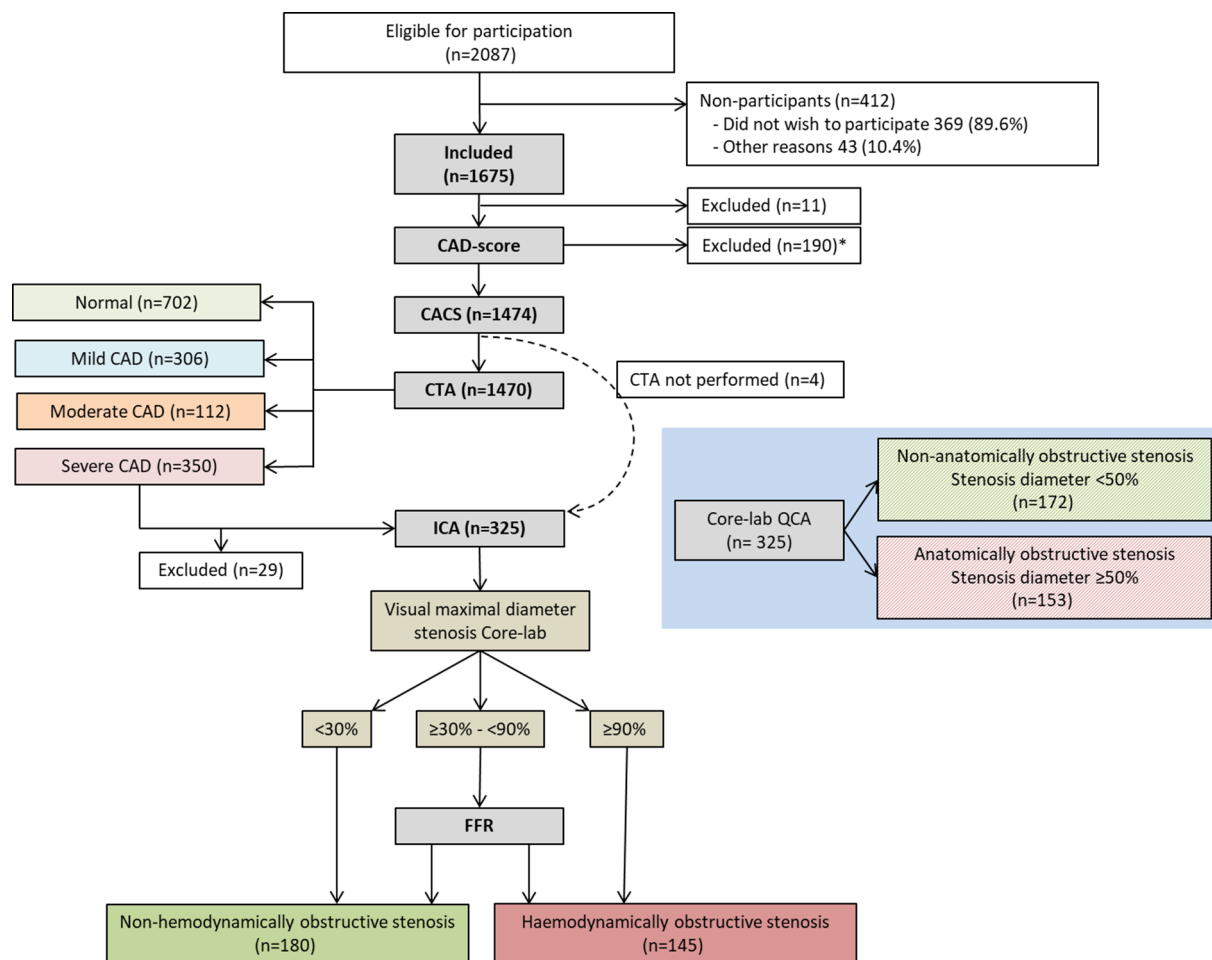 Eligible for participation
(n=2087)
Non-participants (n=412)
- Did not wish to participate 369 (89.6%)
- Other reasons 43 (10.4%)
Included
(n=1675)
Excluded (n=11)
CAD-score
Excluded (n=190)*
Normal (n=702)
CACS (n=1474)
Mild CAD (n=306)
CTA not performed (n=4)
CTA (n=1470)
Moderate CAD (n=112)
Severe CAD (n=350)
Non-anatomically obstructive stenosis
Stenosis diameter <50%
(n=172)
Core-lab QCA
(n= 325)
Anatomically obstructive stenosis
Stenosis diameter ≥50%
(n=153)
ICA (n=325)
Excluded (n=29)
Visual maximal diameter
stenosis Core-lab
<30%
≥30% - <90%
≥90%
FFR
Non-hemodynamically obstructive stenosis
(n=180)
Haemodynamically obstructive stenosis
(n=145)